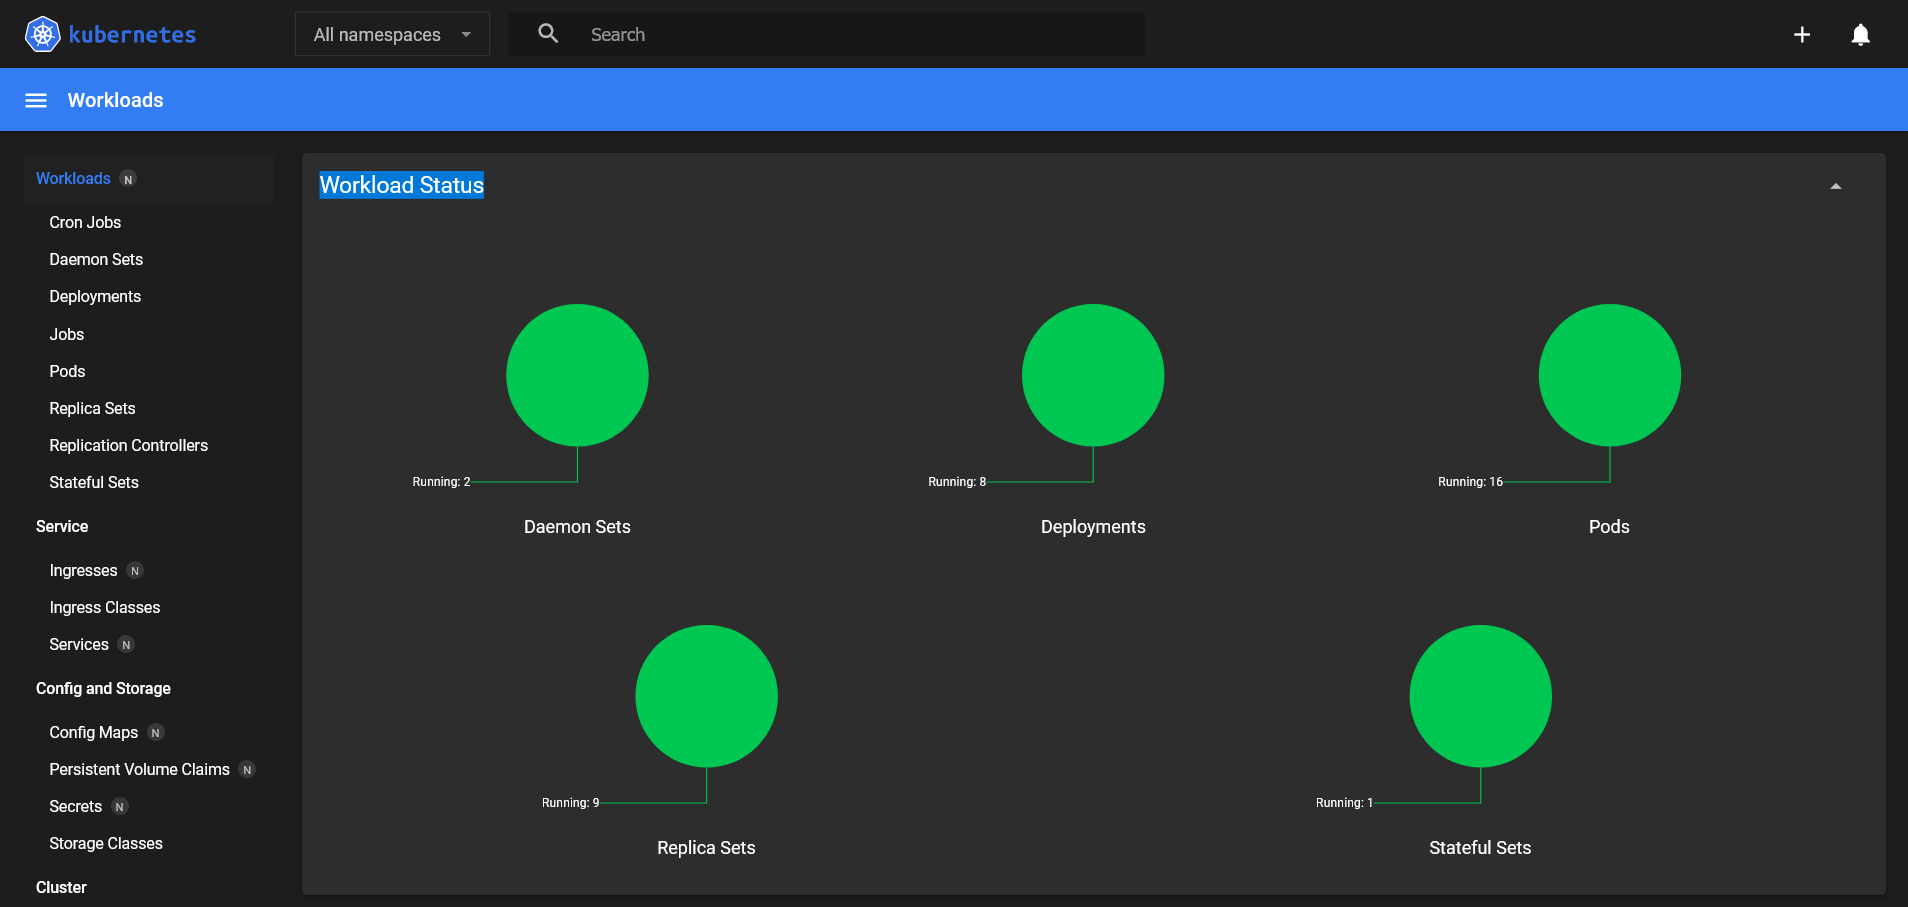 kubernetes
All namespaces
Search
Workloads
Workloads N
Cron Jobs
Daemon Sets
Deployments
Jobs
Pods
Replica Sets
Replication Controllers
Stateful Sets
Service
Ingresses N
Ingress Classes
Services N
Config and Storage
Config Maps N
Persistent Volume Claims N
Secrets N
Storage Classes
Cluster
Workload Status
Running: 2
Daemon Sets
Running: 8
Deployments
Running: 16
Pods
Running: 9
Replica Sets
Running: 1
Stateful Sets